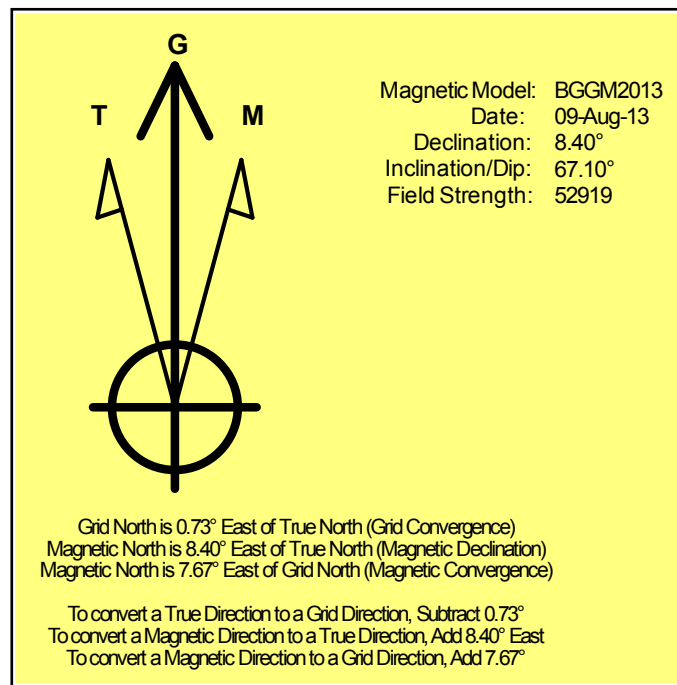 G
T M
Magnetic Model: BGGM2013
Date: 09-Aug-13
Declination: 8.40°
Inclination/Dip: 67.10°
Field Strength: 52919
Grid North is 0.73° East of True North (Grid Convergence)
Magnetic North is 8.40° East of True North (Magnetic Declination)
Magnetic North is 7.67° East of Grid North (Magnetic Convergence)
To convert a True Direction to a Grid Direction, Subtract 0.73°
To convert a Magnetic Direction to a True Direction, Add 8.40° East
To convert a Magnetic Direction to a Grid Direction, Add 7.67°